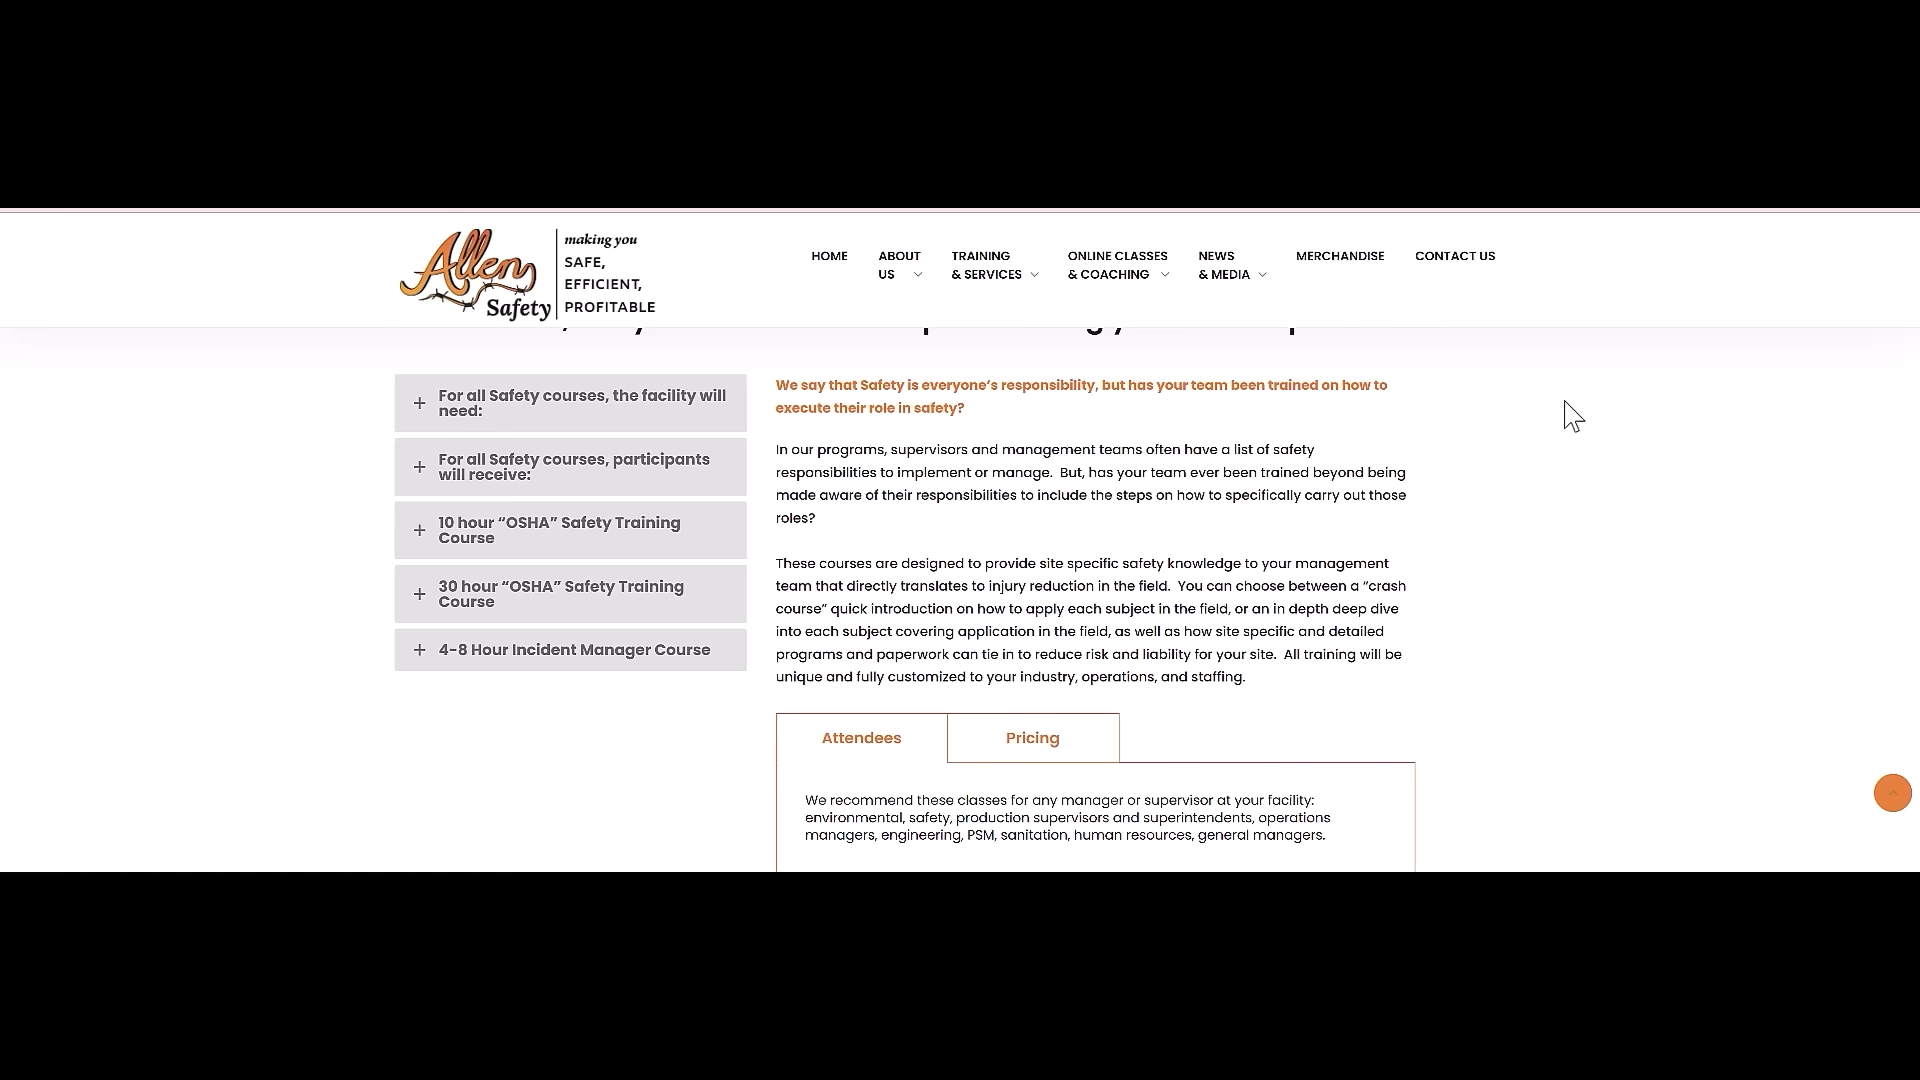 Allen
Safety
making you
SAFE,
EFFICIENT,
PROFITABLE
HOME
ABOUT
US
TRAINING
& SERVICES
ONLINE CLASSES
& COACHING
NEWS
& MEDIA
MERCHANDISE
CONTACT US
+ For all Safety courses, the facility will
need:
+ For all Safety courses, participants
will receive:
+ 10 hour “OSHA” Safety Training
Course
+ 30 hour “OSHA” Safety Training
Course
+ 4-8 Hour Incident Manager Course
We say that Safety is everyone’s responsibility, but has your team been trained on how to
execute their role in safety?
In our programs, supervisors and management teams often have a list of safety
responsibilities to implement or manage.  But, has your team ever been trained beyond being
made aware of their responsibilities to include the steps on how to specifically carry out those
roles?
These courses are designed to provide site specific safety knowledge to your management
team that directly translates to injury reduction in the field.  You can choose between a “crash
course” quick introduction on how to apply each subject in the field, or an in depth deep dive
into each subject covering application in the field, as well as how site specific and detailed
programs and paperwork can tie in to reduce risk and liability for your site.  All training will be
unique and fully customized to your industry, operations, and staffing.
Attendees
Pricing
We recommend these classes for any manager or supervisor at your facility:
environmental, safety, production supervisors and superintendents, operations
managers, engineering, PSM, sanitation, human resources, general managers.